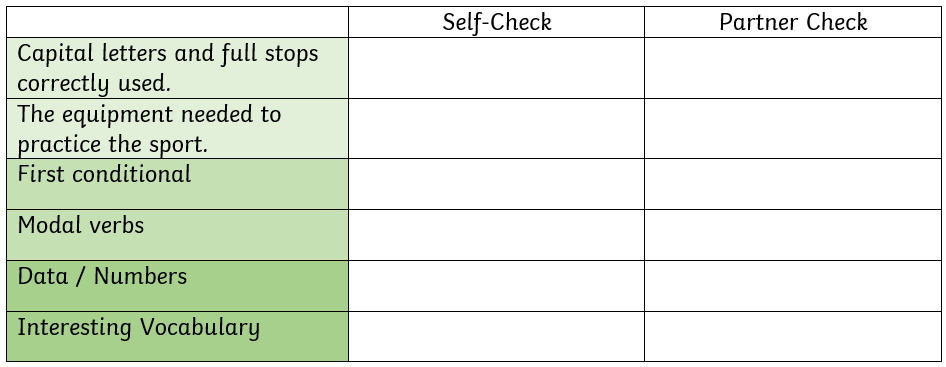 Self-Check Partner Check
Capital letters and full stops
correctly used.
The equipment needed to
practice the sport.
First conditional
Modal verbs
Data / Numbers
Interesting Vocabulary